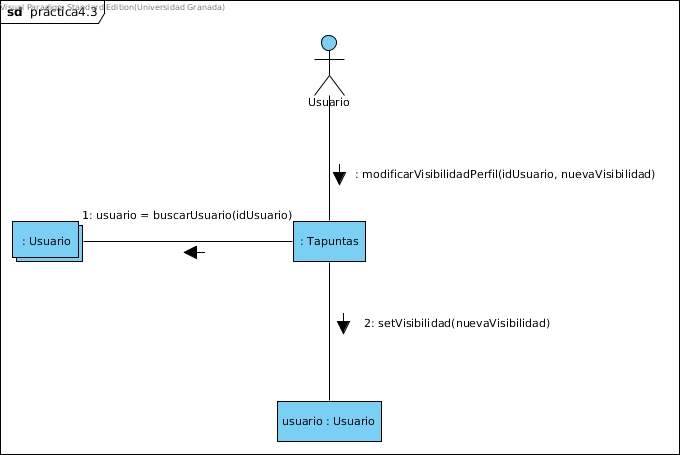 Visual Paradigm Standard Edition(Universidad Granada)
sd practica4.3
Usuario
: modificarVisibilidadPerfil(idUsuario, nuevaVisibilidad)
1: usuario = buscarUsuario(idUsuario)
: Usuario
: Tapuntas
2: setVisibilidad(nuevaVisibilidad)
usuario : Usuario